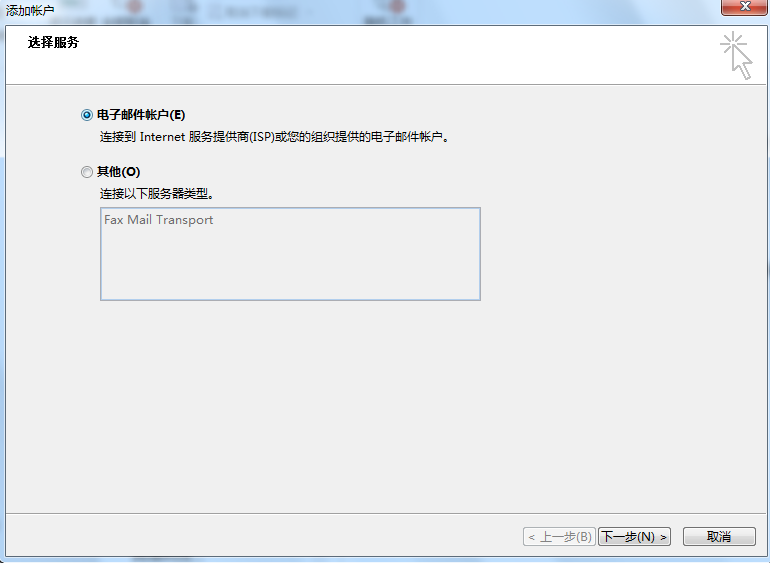 添加帐户
选择服务
电子邮件帐户(E)
连接到 Internet 服务提供商(ISP)或您的组织提供的电子邮件帐户。
其他(O)
连接以下服务器类型。
Fax Mail Transport
< 上一步(B) 下一步(N) > 取消